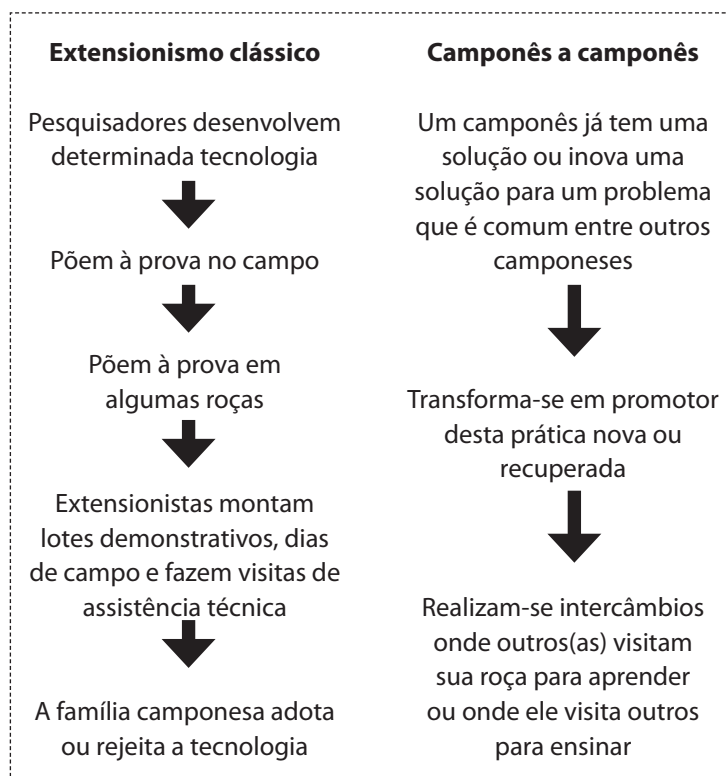 Extensionismo clássico
Pesquisadores desenvolvem
determinada tecnologia
Põem à prova no campo
Põem à prova em
algumas roças
Extensionistas montam
lotes demonstrativos, dias
de campo e fazem visitas de
assistência técnica
A família camponesa adota
ou rejeita a tecnologia
Camponês a camponês
Um camponês já tem uma
solução ou inova uma
solução para um problema
que é comum entre outros
camponeses
Transforma-se em promotor
desta prática nova ou
recuperada
Realizam-se intercâmbios
onde outros(as) visitam
sua roça para aprender
ou onde ele visita outros
para ensinar